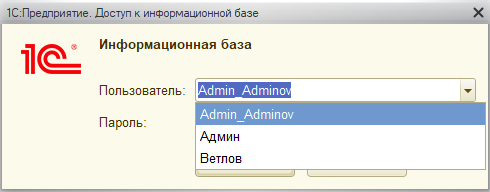 1С:Предприятие. Доступ к информационной базе
1С®
Информационная база
Пользователь: Admin_Adminov
Admin_Adminov
Пароль:
Админ
Ветлов